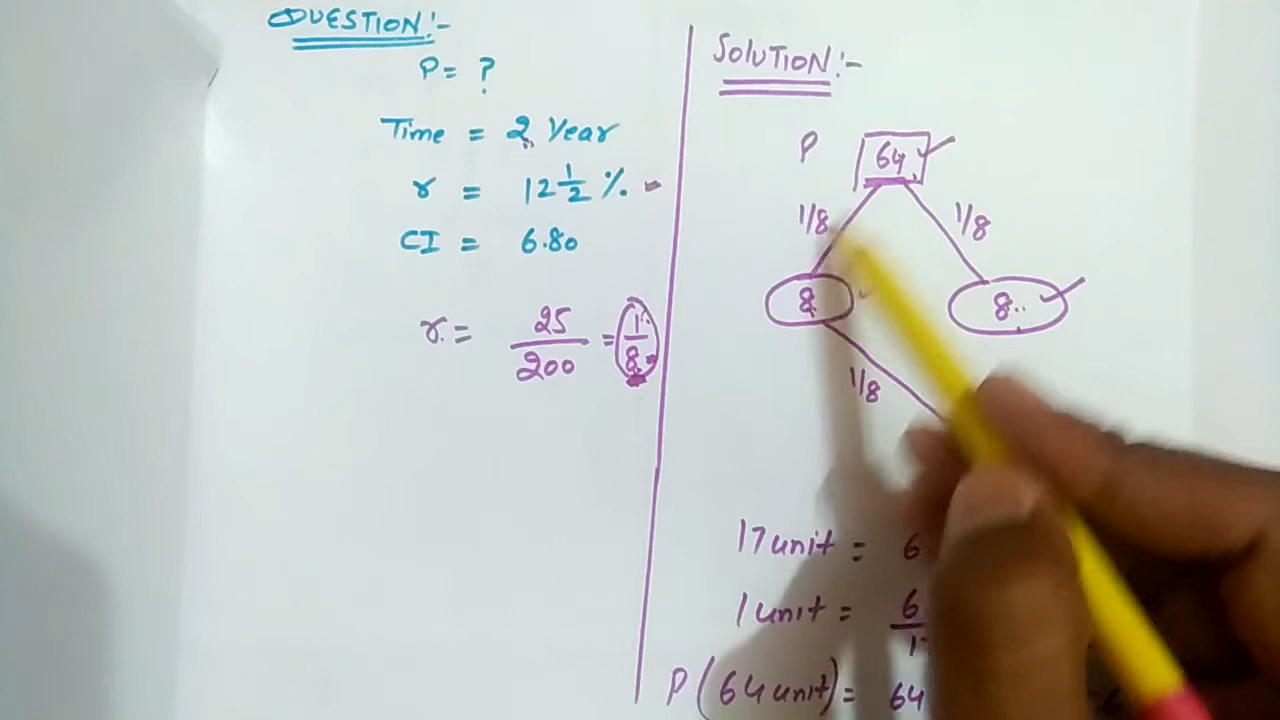 QUESTION:-
P = ?
Time = 2 Year
r = 12 1/2 % -
CI = 6.80
r = 25/200 = 1/8
SOLUTION:-
P 64
1/8 1/8
8 8
1/8
17 unit = 6
1 unit = 6
P (64 unit) = 64